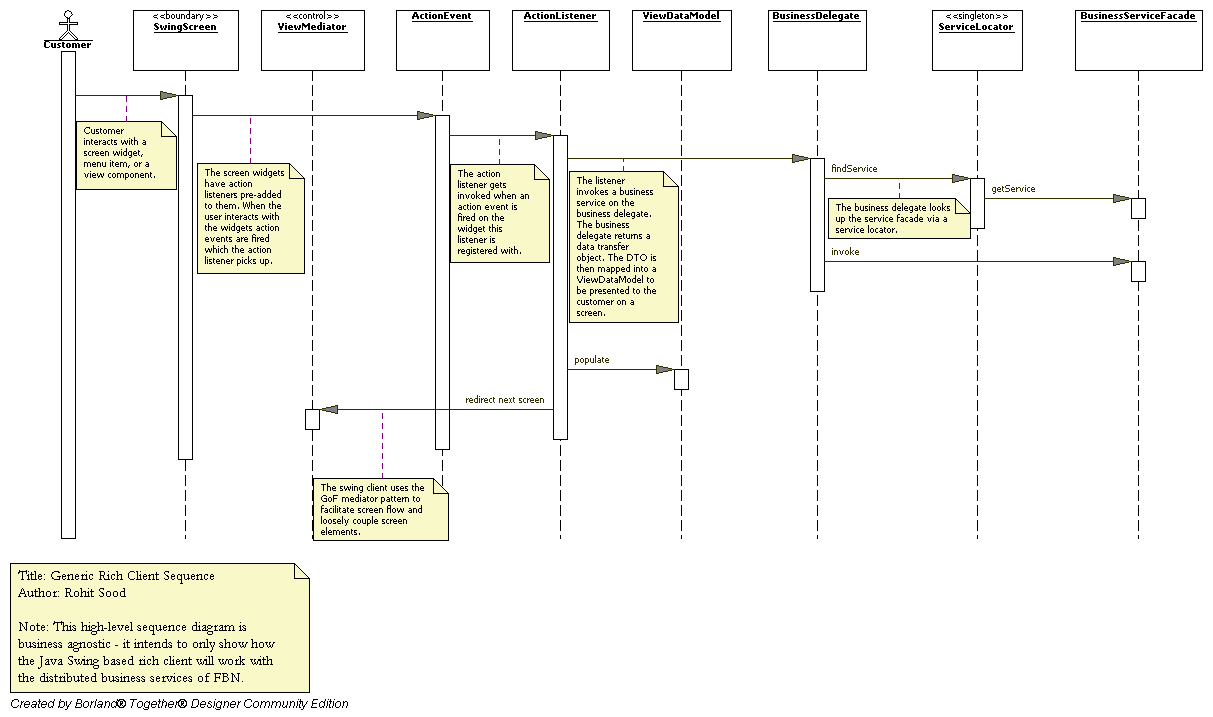 <<boundary>>
SwingScreen
<<control>>
ViewMediator
ActionEvent
ActionListener
ViewDataModel
BusinessDelegate
<<singleton>>
ServiceLocator
BusinessServiceFacade
Customer
Customer
interacts with a
screen widget,
menu item, or a
view component.
The screen widgets
have action
listeners pre-added
to them. When the
user interacts with
the widgets action
events are fired
which the action
listener picks up.
The action
listener gets
invoked when an
action event is
fired on the
widget this
listener is
registered with.
The listener
invokes a business
service on the
business delegate.
The business
delegate returns a
data transfer
object. The DTO is
then mapped into a
ViewDataModel to
be presented to the
customer on a
screen.
findService
getService
The business delegate looks
up the service facade via a
service locator.
invoke
populate
redirect next screen
The swing client uses the
GoF mediator pattern to
facilitate screen flow and
loosely couple screen
elements.
Title: Generic Rich Client Sequence
Author: Rohit Sood
Note: This high-level sequence diagram is
business agnostic - it intends to only show how
the Java Swing based rich client will work with
the distributed business services of FBN.
Created by Borland® Together® Designer Community Edition